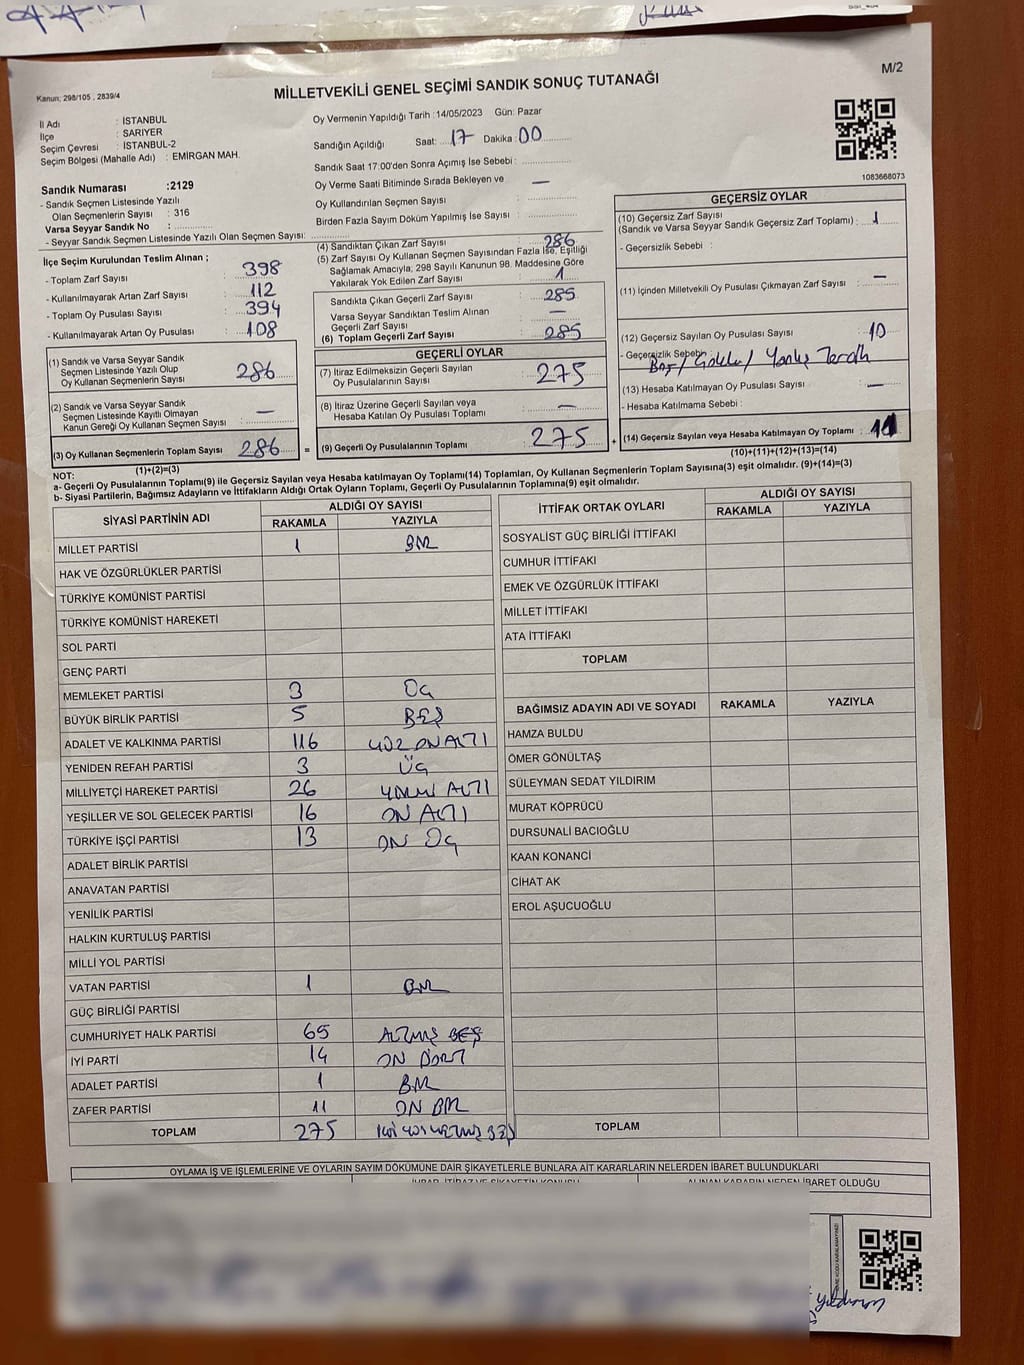 MİLLETVEKİLİ GENEL SEÇİMİ SANDIK SONUÇ TUTANAĞI
M/2
Kanun: 298/105 , 2839/4
İl Adı : İSTANBUL
İlçe : SARIYER
Seçim Çevresi : İSTANBUL-2
Seçim Bölgesi (Mahalle Adı) : EMİRGAN MAH.
Oy Vermenin Yapıldığı Tarih :14/05/2023 Gün: Pazar
Sandığın Açıldığı Saat: 17 Dakika : 00
Sandık Saat 17:00'den Sonra Açılmış İse Sebebi :
Oy Verme Saati Bitiminde Sırada Bekleyen ve
Oy Kullandırılan Seçmen Sayısı : —
Birden Fazla Sayım Döküm Yapılmış İse Sayısı :
1083668073
Sandık Numarası :2129
- Sandık Seçmen Listesinde Yazılı
Olan Seçmenlerin Sayısı : 316
Varsa Seyyar Sandık No :
- Seyyar Sandık Seçmen Listesinde Yazılı Olan Seçmen Sayısı:
İlçe Seçim Kurulundan Teslim Alınan ;
- Toplam Zarf Sayısı : 398
- Kullanılmayarak Artan Zarf Sayısı : 112
- Toplam Oy Pusulası Sayısı : 394
- Kullanılmayarak Artan Oy Pusulası : 108
(1) Sandık ve Varsa Seyyar Sandık
Seçmen Listesinde Yazılı Olup
Oy Kullanan Seçmenlerin Sayısı : 286
(2) Sandık ve Varsa Seyyar Sandık
Seçmen Listesinde Kayıtlı Olmayan
Kanun Gereği Oy Kullanan Seçmen Sayısı : —
(3) Oy Kullanan Seçmenlerin Toplam Sayısı : 286
(1)+(2)=(3)
(4) Sandıktan Çıkan Zarf Sayısı : 286
(5) Zarf Sayısı Oy Kullanan Seçmen Sayısından Fazla İse, Eşitliği
Sağlamak Amacıyla, 298 Sayılı Kanunun 98. Maddesine Göre
Yakılarak Yok Edilen Zarf Sayısı : 1
Sandıkta Çıkan Geçerli Zarf Sayısı : 285
Varsa Seyyar Sandıktan Teslim Alınan
Geçerli Zarf Sayısı : —
(6) Toplam Geçerli Zarf Sayısı : 285
GEÇERLİ OYLAR
(7) İtiraz Edilmeksizin Geçerli Sayılan
Oy Pusulalarının Sayısı : 275
(8) İtiraz Üzerine Geçerli Sayılan veya
Hesaba Katılan Oy Pusulası Toplamı : —
= (9) Geçerli Oy Pusulalarının Toplamı : 275 +
GEÇERSİZ OYLAR
(10) Geçersiz Zarf Sayısı
(Sandık ve Varsa Seyyar Sandık Geçersiz Zarf Toplamı) : 1
- Geçersizlik Sebebi :
(11) İçinden Milletvekili Oy Pusulası Çıkmayan Zarf Sayısı : —
(12) Geçersiz Sayılan Oy Pusulası Sayısı : 10
- Geçersizlik Sebebi: Boş / / Yanlış Tercih
(13) Hesaba Katılmayan Oy Pusulası Sayısı : —
- Hesaba Katılmama Sebebi :
(14) Geçersiz Sayılan veya Hesaba Katılmayan Oy Toplamı : 11
(10)+(11)+(12)+(13)=(14)
NOT:
a- Geçerli Oy Pusulalarının Toplamı(9) ile Geçersiz Sayılan veya Hesaba katılmayan Oy Toplamı(14) Toplamları, Oy Kullanan Seçmenlerin Toplam Sayısına(3) eşit olmalıdır. (9)+(14)=(3)
b- Siyasi Partilerin, Bağımsız Adayların ve İttifakların Aldığı Ortak Oyların Toplamı, Geçerli Oy Pusulalarının Toplamına(9) eşit olmalıdır.
SİYASİ PARTİNİN ADI ALDIĞI OY SAYISI
RAKAMLA YAZIYLA
MİLLET PARTİSİ 1 BİR
HAK VE ÖZGÜRLÜKLER PARTİSİ
TÜRKİYE KOMÜNİST PARTİSİ
TÜRKİYE KOMÜNİST HAREKETİ
SOL PARTİ
GENÇ PARTİ
MEMLEKET PARTİSİ 3 ÜÇ
BÜYÜK BİRLİK PARTİSİ 5 BEŞ
ADALET VE KALKINMA PARTİSİ 116 YÜZ ON ALTI
YENİDEN REFAH PARTİSİ 3 ÜÇ
MİLLİYETÇİ HAREKET PARTİSİ 26 YİRMİ ALTI
YEŞİLLER VE SOL GELECEK PARTİSİ 16 ON ALTI
TÜRKİYE İŞÇİ PARTİSİ 13 ON ÜÇ
ADALET BİRLİK PARTİSİ
ANAVATAN PARTİSİ
YENİLİK PARTİSİ
HALKIN KURTULUŞ PARTİSİ
MİLLİ YOL PARTİSİ
VATAN PARTİSİ 1 BİR
GÜÇ BİRLİĞİ PARTİSİ
CUMHURİYET HALK PARTİSİ 65 ALTMIŞ BEŞ
İYİ PARTİ 14 ON DÖRT
ADALET PARTİSİ 1 BİR
ZAFER PARTİSİ 11 ON BİR
TOPLAM 275 İKİ YÜZ YETMİŞ BEŞ
İTTİFAK ORTAK OYLARI ALDIĞI OY SAYISI
RAKAMLA YAZIYLA
SOSYALİST GÜÇ BİRLİĞİ İTTİFAKI
CUMHUR İTTİFAKI
EMEK VE ÖZGÜRLÜK İTTİFAKI
MİLLET İTTİFAKI
ATA İTTİFAKI
TOPLAM
BAĞIMSIZ ADAYIN ADI VE SOYADI RAKAMLA YAZIYLA
HAMZA BULDU
ÖMER GÖNÜLTAŞ
SÜLEYMAN SEDAT YILDIRIM
MURAT KÖPRÜCÜ
DURSUNALİ BACIOĞLU
KAAN KONANCİ
CİHAT AK
EROL AŞUCUOĞLU
TOPLAM
OYLAMA İŞ VE İŞLEMLERİNE VE OYLARIN SAYIM DÖKÜMÜNE DAİR ŞİKAYETLERLE BUNLARA AİT KARARLARIN NELERDEN İBARET BULUNDUKLARI
ALINAN KARARIN NEDEN İBARET OLDUĞU